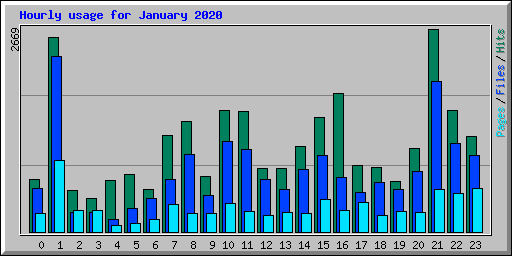 Hourly usage for January 2020
2669
Pages / Files / Hits
0 1 2 3 4 5 6 7 8 9 10 11 12 13 14 15 16 17 18 19 20 21 22 23